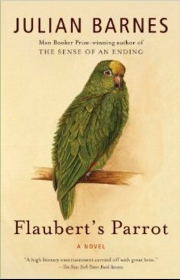 JULIAN BARNES
Man Booker Prize–winning author of
THE SENSE OF AN ENDING
Flaubert's Parrot
A NOVEL
"A high literary entertainment carried off with great brio."
—The New York Times Book Review